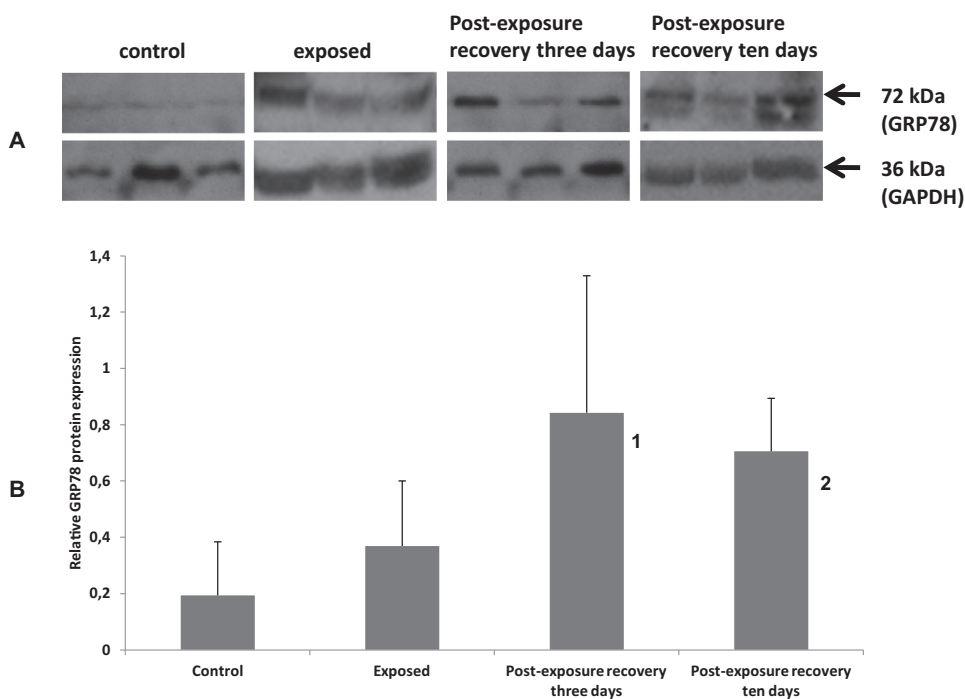 control
exposed
Post-exposure
recovery three days
Post-exposure
recovery ten days
A
72 kDa
(GRP78)
36 kDa
(GAPDH)
B
Relative GRP78 protein expression
1,4
1,2
1
0,8
0,6
0,4
0,2
0
1
2
Control
Exposed
Post-exposure recovery
three days
Post-exposure recovery
ten days